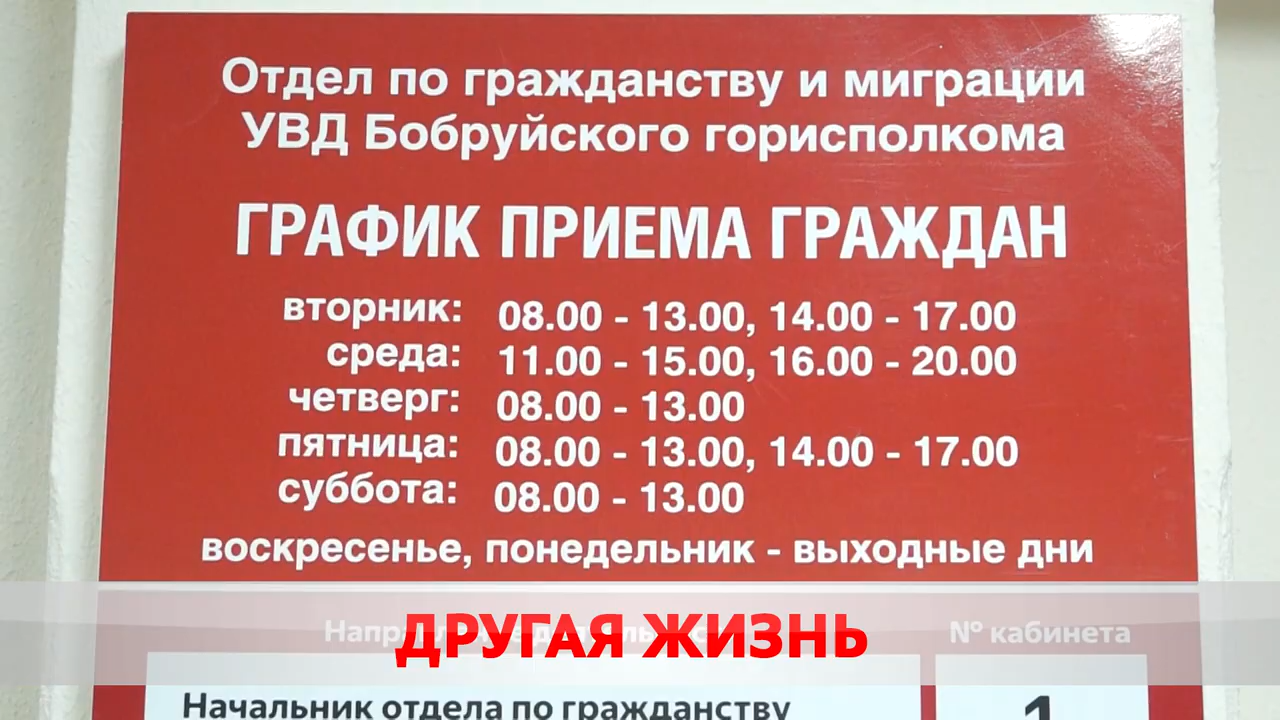 Отдел по гражданству и миграции
УВД Бобруйского горисполкома
ГРАФИК ПРИЕМА ГРАЖДАН
вторник: 08.00 - 13.00, 14.00 - 17.00
среда: 11.00 - 15.00, 16.00 - 20.00
четверг: 08.00 - 13.00
пятница: 08.00 - 13.00, 14.00 - 17.00
суббота: 08.00 - 13.00
воскресенье, понедельник - выходные дни
№ кабинета
ДРУГАЯ ЖИЗНЬ
Начальник отдела по гражданству 1